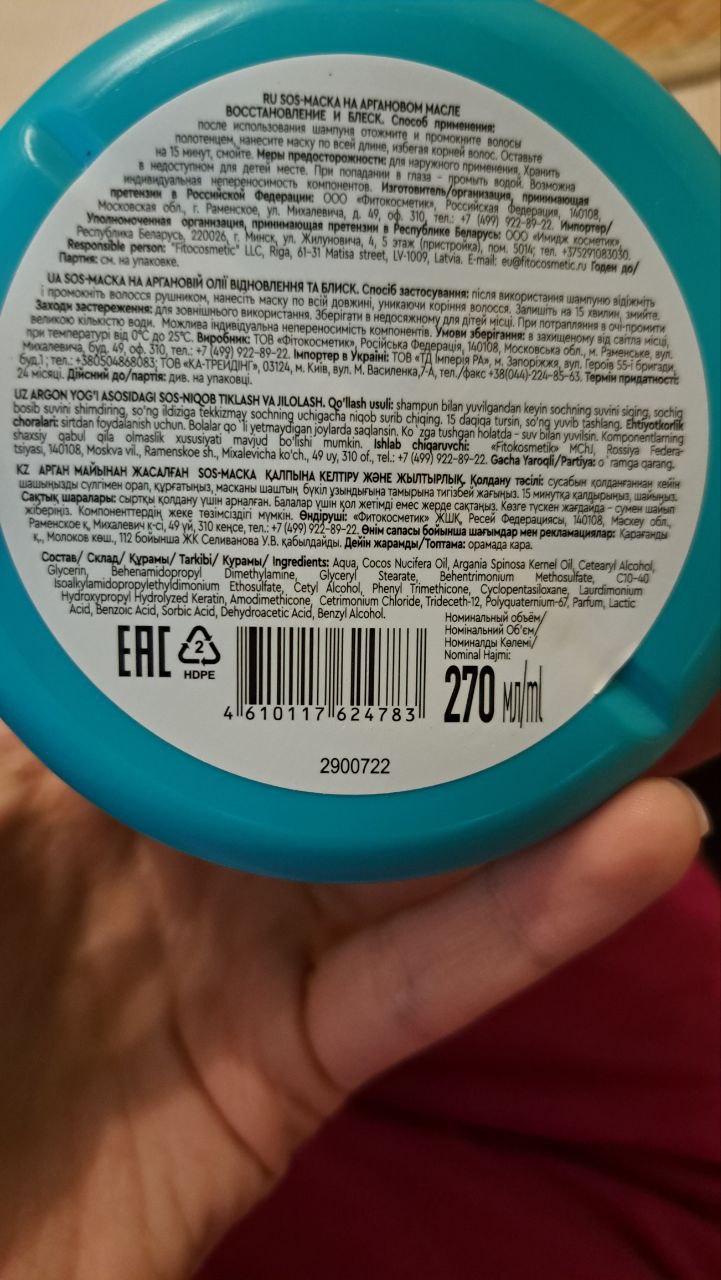 RU SOS-МАСКА НА АРГАНОВОМ МАСЛЕ
ВОССТАНОВЛЕНИЕ И БЛЕСК. Способ применения:
после использования шампуня отожмите и промокните волосы
полотенцем, нанесите маску по всей длине, избегая корней волос. Оставьте
на 15 минут, смойте. Меры предосторожности: для наружного применения, Хранить
в недоступном для детей месте. При попадании в глаза - промыть водой. Возможна
индивидуальная непереносимость компонентов. Изготовитель/организация, принимающая
претензии в Российской Федерации: ООО «Фитокосметик», Российская Федерация, 140108,
Московская обл., г. Раменское, ул. Михалевича, д. 49, оф. 310, тел.: +7 (499) 922-89-22. Импортер/
Уполномоченная организация, принимающая претензии в Республике Беларусь: ООО «Имидж косметик»,
Республика Беларусь, 220026, г. Минск, ул. Жилуновича, 4, 5 этаж (пристройка), пом. 5014; тел. +375291083030.
Responsible person: "Fitocosmetic" LLC, Riga, 61-31 Matisa street, LV-1009, Latvia. E-mail: eu@fitocosmetic.ru Годен до/
Партия: см. на упаковке.
UA SOS-МАСКА НА АРГАНОВІЙ ОЛІЇ ВІДНОВЛЕННЯ ТА БЛИСК. Спосіб застосування: після використання шампуню відіжміть
і промокніть волосся рушником, нанесіть маску по всій довжині, уникаючи коріння волосся. Залишіть на 15 хвилин, змийте.
Заходи застереження: для зовнішнього використання. Зберігати в недосяжному для дітей місці. При потраплянні в очі-промити
великою кількістю води. Можлива індивідуальна непереносимість компонентів. Умови зберігання: в захищеному від світла місці,
при температурі від 0°С до 25°С. Виробник: ТОВ «Фітокосметик», Російська Федерація, 140108, Московська обл., м. Раменське, вул.
Михалевича, буд. 49, оф. 310, тел.: +7 (499) 922-89-22. Імпортер в Україні: ТОВ «ТД Імперія РА», м. Запоріжжя, вул. Героїв 55-ї бригади,
буд.1; тел.: +380504868083; ТОВ «КА-ТРЕЙДІНГ», 03124, м. Київ, вул. М. Василенка,7-А, тел./факс +38(044)-224-85-63. Термін придатності:
24 місяці. Дійсний до/партія: див. на упаковці.
UZ ARGON YOG'I ASOSIDAGI SOS-NIQOB TIKLASH VA JILOLASH. Qo'llash usuli: shampun bilan yuvilgandan keyin sochning suvini siqing, sochiq
bosib suvini shimdiring, so'ng ildiziga tekkizmay sochning uchigacha niqob surib chiqing. 15 daqiqa tursin, so'ng yuvib tashlang. Ehtiyotkorlik
choralari: sirtdan foydalanish uchun. Bolalar qo`li yetmaydigan joylarda saqlansin. Ko`zga tushgan holatda - suv bilan yuvilsin. Komponentlarning
shaxsiy qabul qila olmaslik xususiyati mavjud bo'lishi mumkin. Ishlab chiqaruvchi: «Fitokosmetik» MChJ, Rossiya Federa-
tsiyasi, 140108, Moskva vil., Ramenskoe sh., Mixalevicha ko'ch., 49 uy, 310 of., tel.: +7 (499) 922-89-22. Gacha Yaroqli/Partiya: o`ramga qarang.
KZ АРГАН МАЙЫНАН ЖАСАЛҒАН SOS-МАСКА ҚАЛПЫНА КЕЛТІРУ ЖӘНЕ ЖЫЛТЫРЛЫҚ. Қолдану тәсілі: сусабын қолданғаннан кейін
шашыңызды сүлгімен орап, құрғатыңыз, масканы шаштың бүкіл ұзындығына тамырына тигізбей жағыңыз. 15 минутқа қалдырыңыз, шайыңыз.
Сақтық шаралары: сыртқы қолдану үшін арналған. Балалар үшін қол жетімді емес жерде сақтаңыз. Көзге түскен жағдайда - сумен шайып
жіберіңіз. Компоненттердің жеке төзімсіздігі мүмкін. Өндіруші: «Фитокосметик» ЖШҚ, Ресей Федерациясы, 140108, Мәскеу обл.,
Раменское қ., Михалевич к-сі, 49 үй, 310 кеңсе, тел.: +7 (499) 922-89-22. Өнім сапасы бойынша шағымдар мен рекламациялар: Қарағанды
қ., Молоков көш., 112 бойынша ЖК Селиванова У.В. қабылдайды. Дейін жарамды/Топтама: орамада кара.
Состав/ Склад/ Құрамы/ Tarkibi/ Курамы/ Ingredients: Aqua, Cocos Nucifera Oil, Argania Spinosa Kernel Oil, Cetearyl Alcohol,
Glycerin, Behenamidopropyl Dimethylamine, Glyceryl Stearate, Behentrimonium Methosulfate, C10-40
Isoalkylamidopropylethyldimonium Ethosulfate, Cetyl Alcohol, Phenyl Trimethicone, Cyclopentasiloxane, Laurdimonium
Hydroxypropyl Hydrolyzed Keratin, Amodimethicone, Cetrimonium Chloride, Trideceth-12, Polyquaternium-67, Parfum, Lactic
Acid, Benzoic Acid, Sorbic Acid, Dehydroacetic Acid, Benzyl Alcohol.
Номинальный объём/
Номінальний Об'єм/
Номиналды Көлемі/
Nominal Hajmi:
EAC
2
HDPE
4 610117 624783
270 мл/ml
2900722